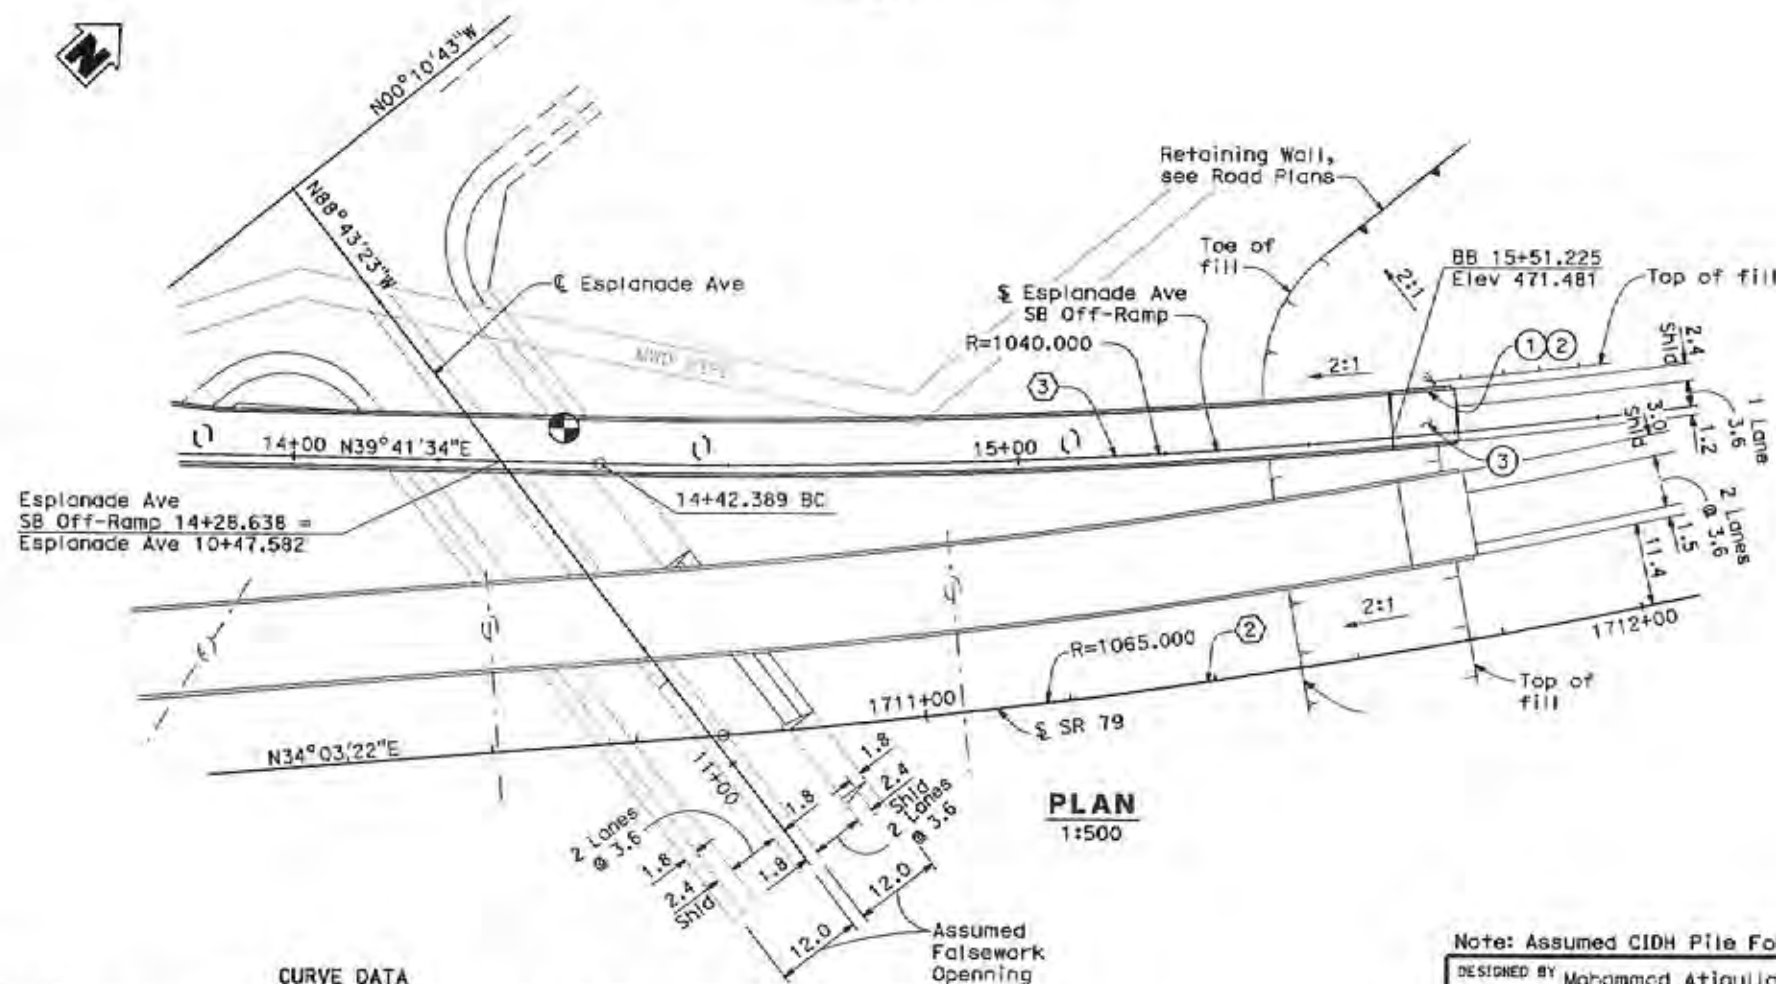 N
N00°10'43"W
N88°43'23"W
℄ Esplanade Ave
Retaining Wall,
see Road Plans
Toe of
fill
BB 15+51.225
Elev 471.481
Top of fill
2:1
℄ Esplanade Ave
SB Off-Ramp
R=1040.000
3
2:1
1 2
2.4
Shld
1 Lane
3.6
1.2
3.0
Shld
3
14+00 N39°41'34"E
15+00
14+42.389 BC
Esplanade Ave
SB Off-Ramp 14+28.638 =
Esplanade Ave 10+47.582
2 Lanes
@ 3.6
1.5
11.4
2:1
1712+00
R=1065.000
2
Top of
fill
1711+00
℄ SR 79
N34°03'22"E
11+00
1.8
2.4
Shld
2 Lanes
@ 3.6
1.8
2 Lanes
@ 3.6
1.8
2.4
Shld
1.8
12.0
12.0
Assumed
Falsework
Openning
PLAN
1:500
CURVE DATA
Note: Assumed CIDH Pile Fo
DESIGNED BY Mohammad Atiqulla